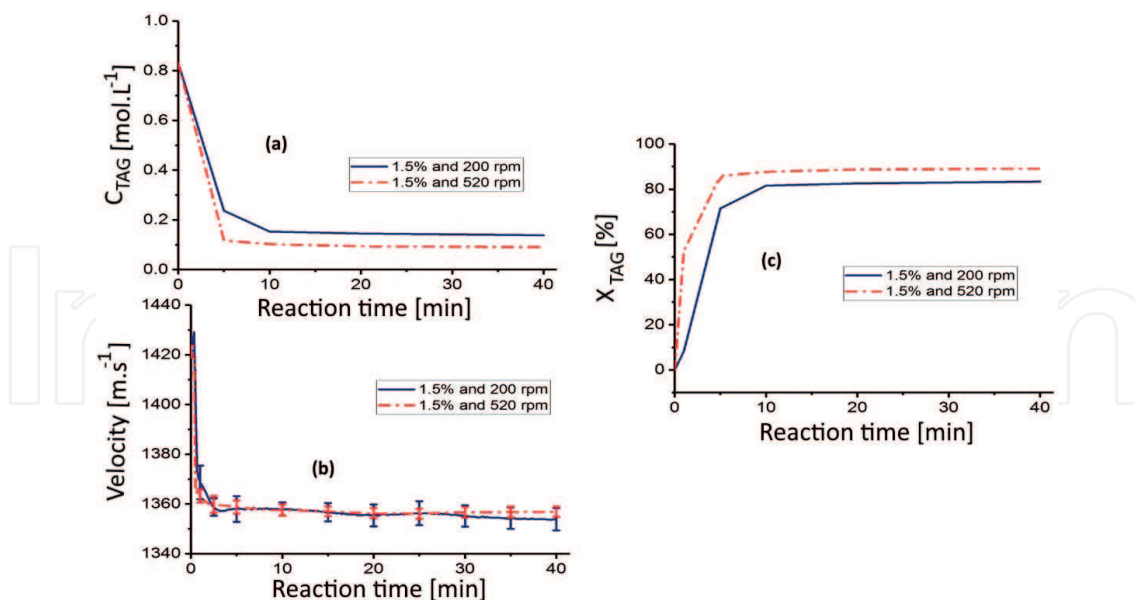 1.0
0.8
0.6
0.4
0.2
0.0
C_TAG [mol.L⁻¹]
(a)
1.5% and 200 rpm
1.5% and 520 rpm
0 10 20 30 40
Reaction time [min]
1440
1420
1400
1380
1360
1340
Velocity [m.s⁻¹]
1.5% and 200 rpm
1.5% and 520 rpm
(b)
0 10 20 30 40
Reaction time [min]
100
80
60
40
20
0
X_TAG [%]
(c)
1.5% and 200 rpm
1.5% and 520 rpm
0 10 20 30 40
Reaction time [min]